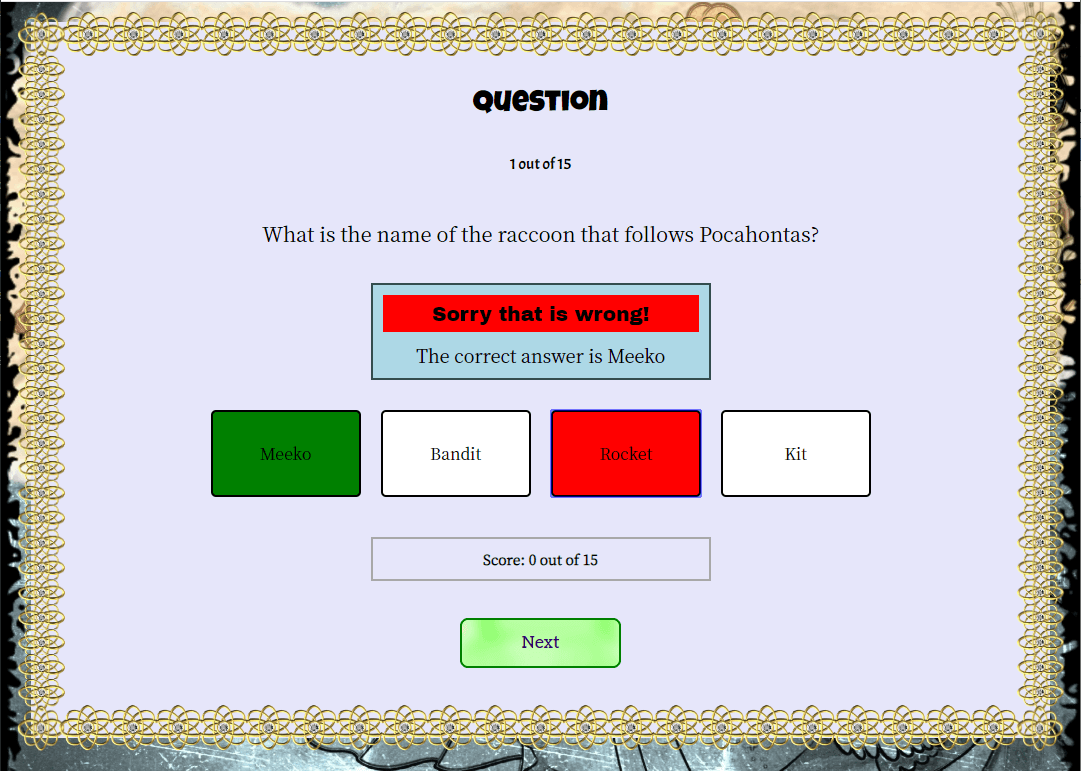 Question
1 out of 15
What is the name of the raccoon that follows Pocahontas?
Sorry that is wrong!
The correct answer is Meeko
Meeko Bandit Rocket Kit
Score: 0 out of 15
Next